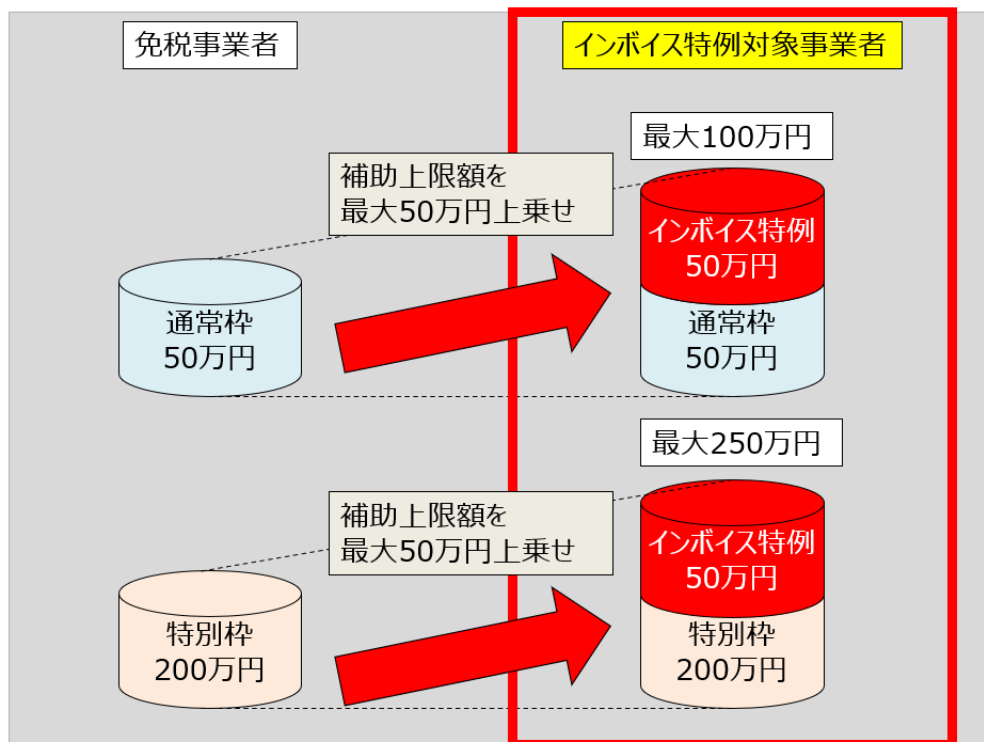 免税事業者
インボイス特例対象事業者
最大100万円
補助上限額を
最大50万円上乗せ
インボイス特例
50万円
通常枠
50万円
通常枠
50万円
最大250万円
補助上限額を
最大50万円上乗せ
インボイス特例
50万円
特別枠
200万円
特別枠
200万円